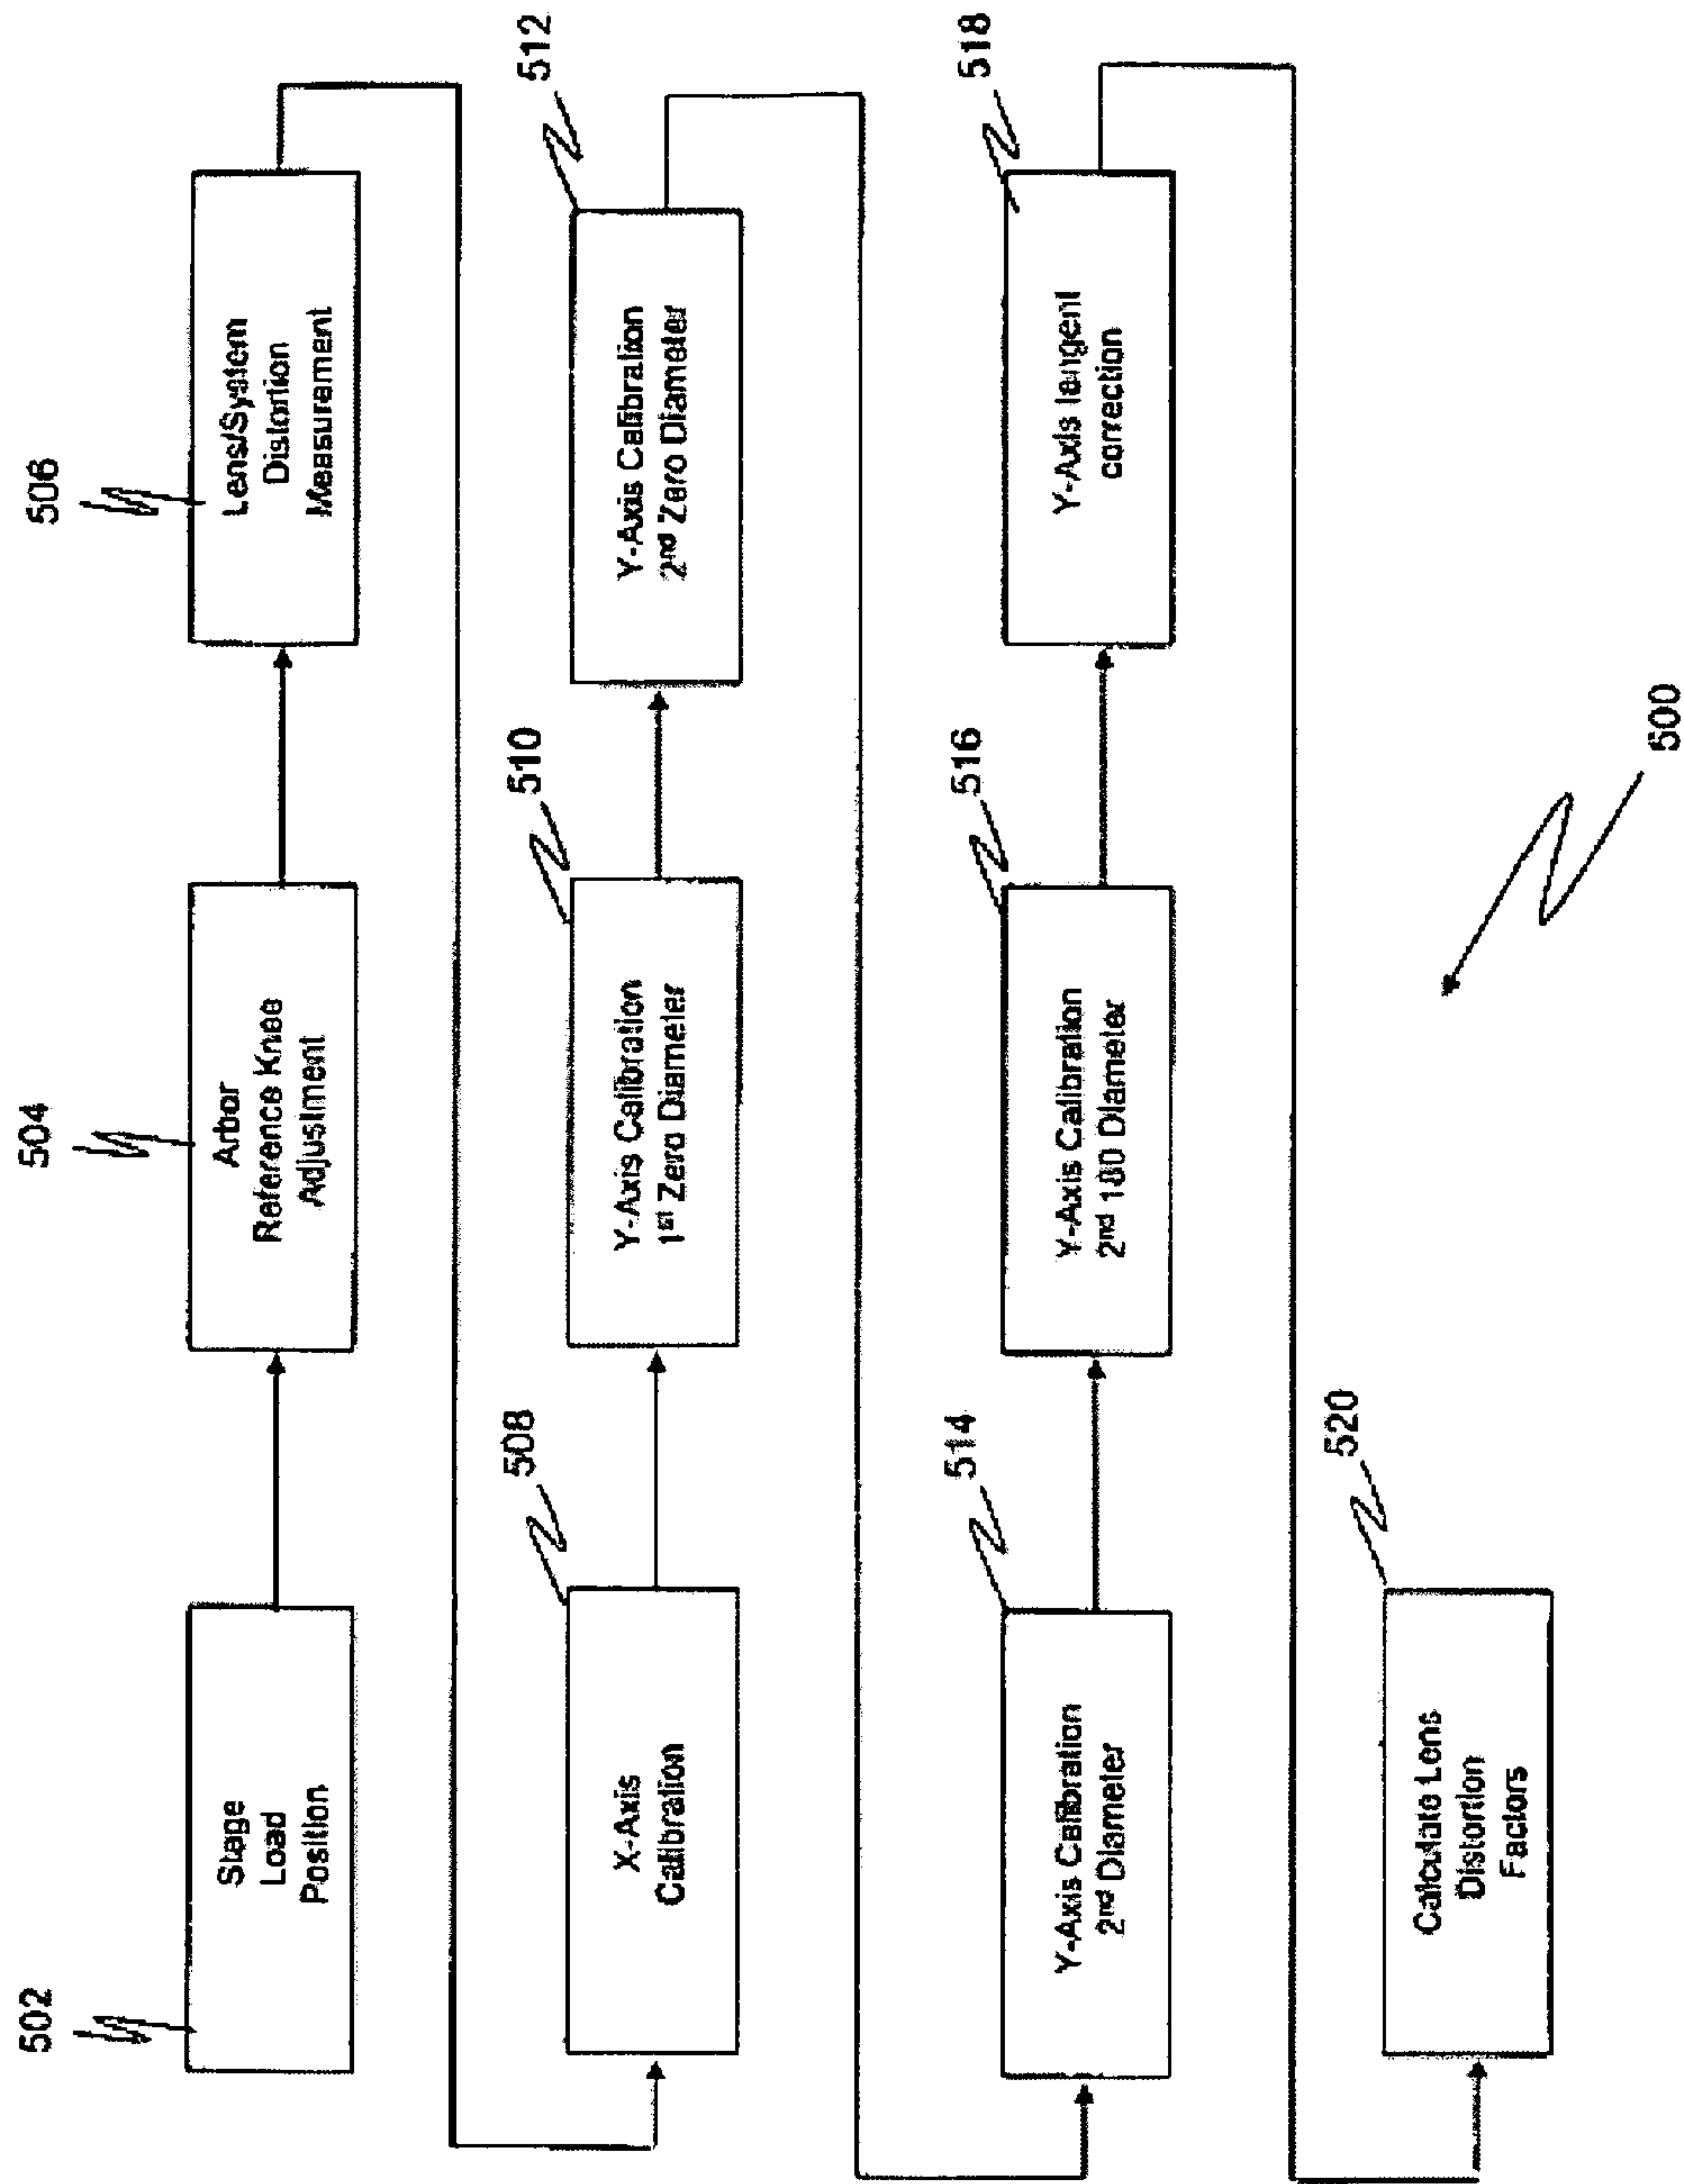 502
Stage
Load
Position
504
Arbor
Reference Knee
Adjustment
506
Lens/System
Distortion
Measurement
508
X-Axis
Calibration
510
Y-Axis Calibration
1st Zero Diameter
512
Y-Axis Calibration
2nd Zero Diameter
514
Y-Axis Calibration
2nd Diameter
516
Y-Axis Calibration
2nd 180 Diameter
518
Y-Axis tangent
correction
520
Calculate Lens
Distortion
Factors
500